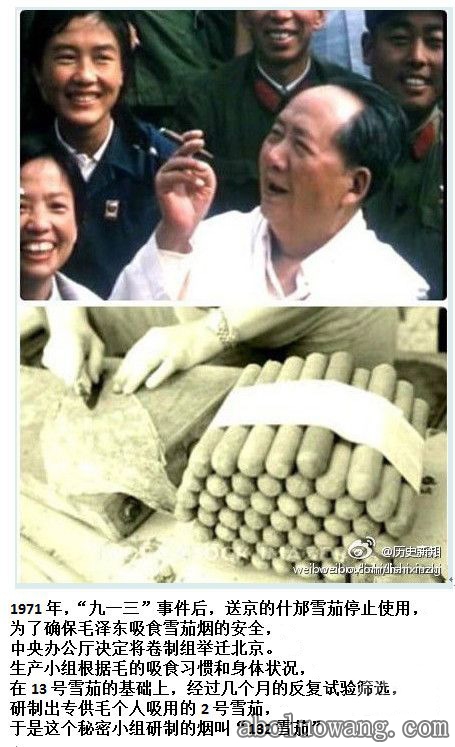 @历史辞翔
1971 年，“九一三”事件后，送京的什邡雪茄停止使用，
为了确保毛泽东吸食雪茄烟的安全，
中央办公厅决定将卷制组举迁北京。
生产小组根据毛的吸食习惯和身体状况，
在 13 号雪茄的基础上，经过几个月的反复试验筛选，
研制出专供毛个人吸用的 2 号雪茄，
于是这个秘密小组研制的烟叫“132 雪茄”
aboluowang.com